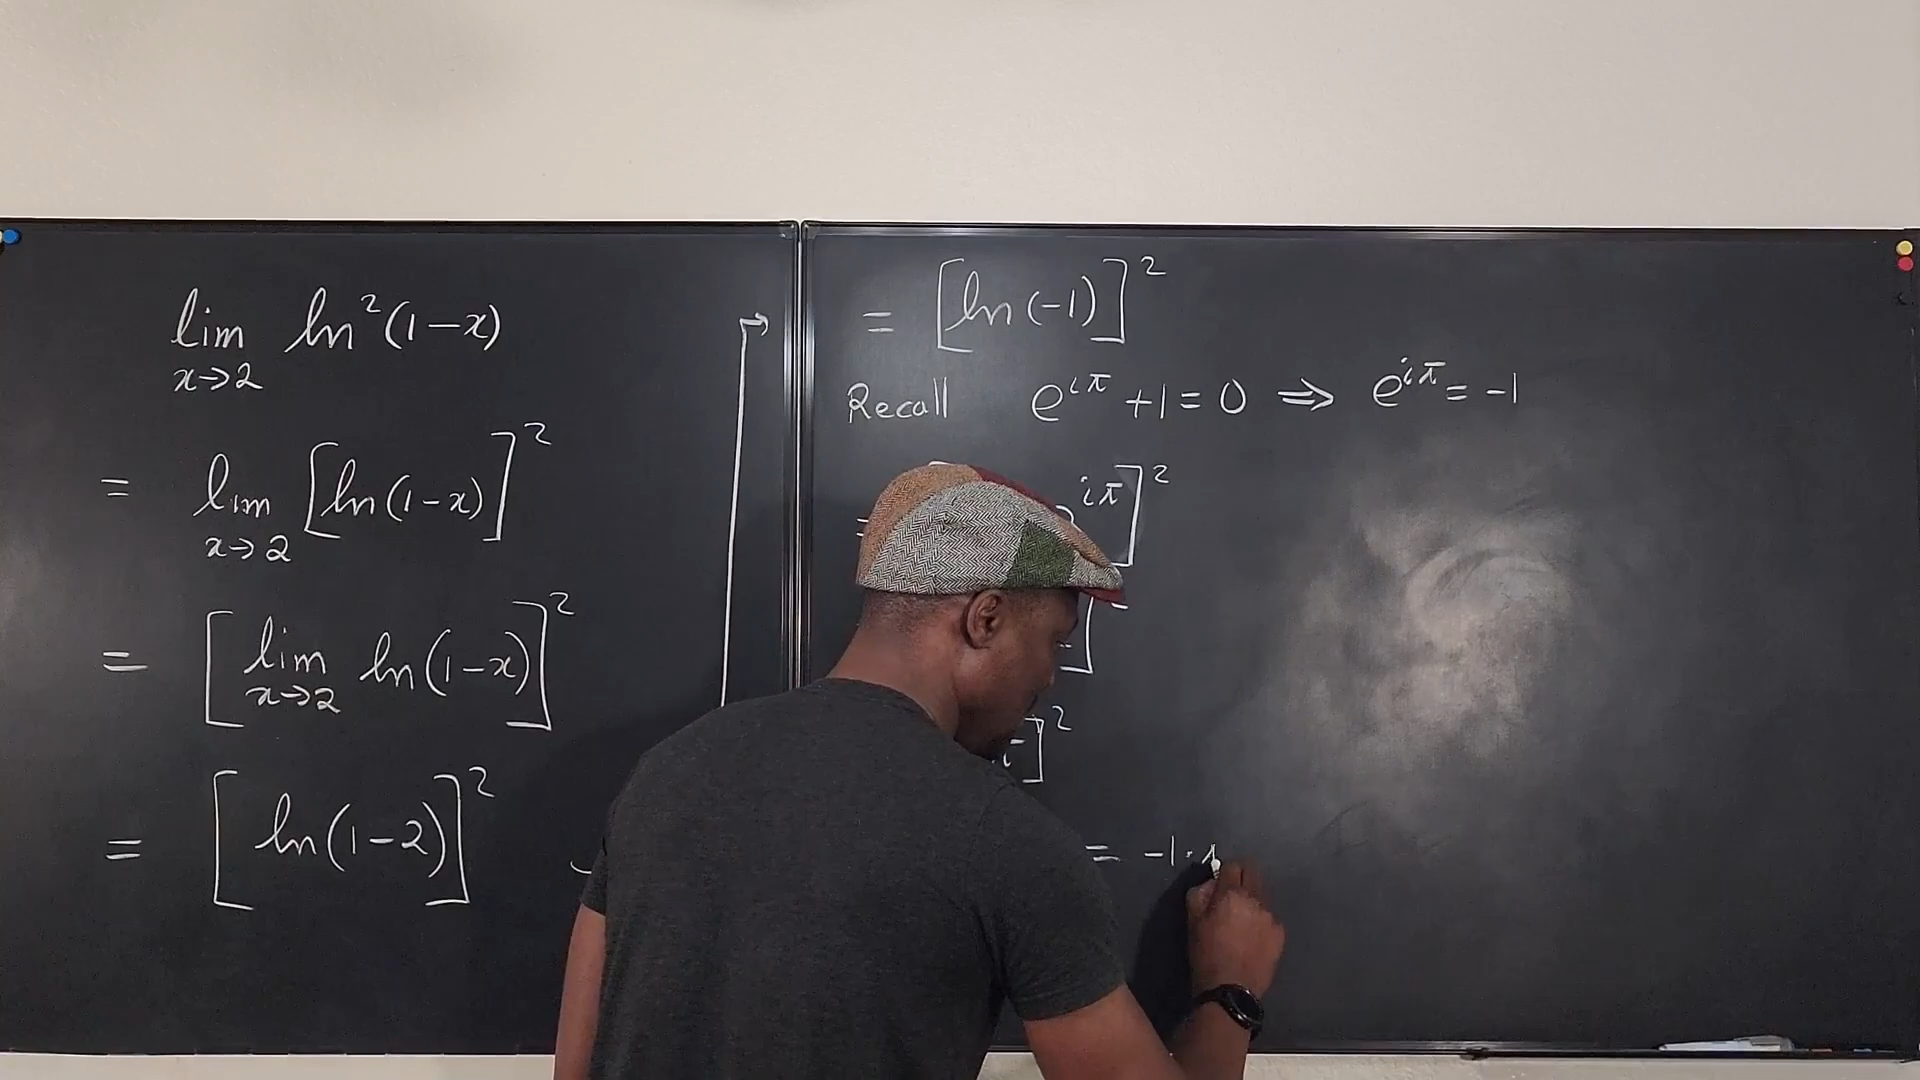 lim ln²(1-x)
x→2
= lim [ln(1-x)]²
x→2
= [lim ln(1-x)]²
x→2
= [ln(1-2)]²
= [ln(-1)]²
Recall e^{iπ} +1 = 0 ⇒ e^{iπ} = -1
iπ]²
]²
= -1·